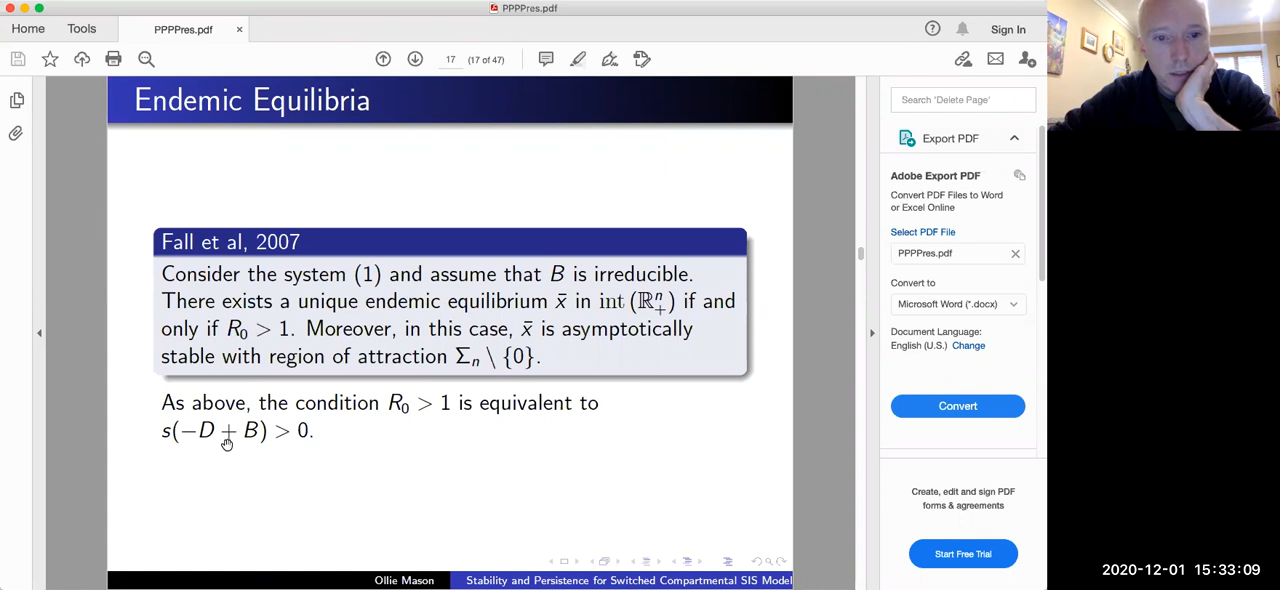 PPPPres.pdf
Home
Tools
PPPPres.pdf
×
Sign In
17
(17 of 47)
Endemic Equilibria
Fall et al, 2007
Consider the system (1) and assume that B is irreducible.
There exists a unique endemic equilibrium x̄ in int (ℝⁿ₊) if and
only if R₀ > 1. Moreover, in this case, x̄ is asymptotically
stable with region of attraction Σₙ \ {0}.
As above, the condition R₀ > 1 is equivalent to
s(−D + B) > 0.
Ollie Mason
Stability and Persistence for Switched Compartmental SIS Model
Search 'Delete Page'
Export PDF
Adobe Export PDF
Convert PDF Files to Word
or Excel Online
Select PDF File
PPPPres.pdf
Convert to
Microsoft Word (*.docx)
Document Language:
English (U.S.) Change
Convert
Create, edit and sign PDF
forms & agreements
Start Free Trial
2020-12-01 15:33:09